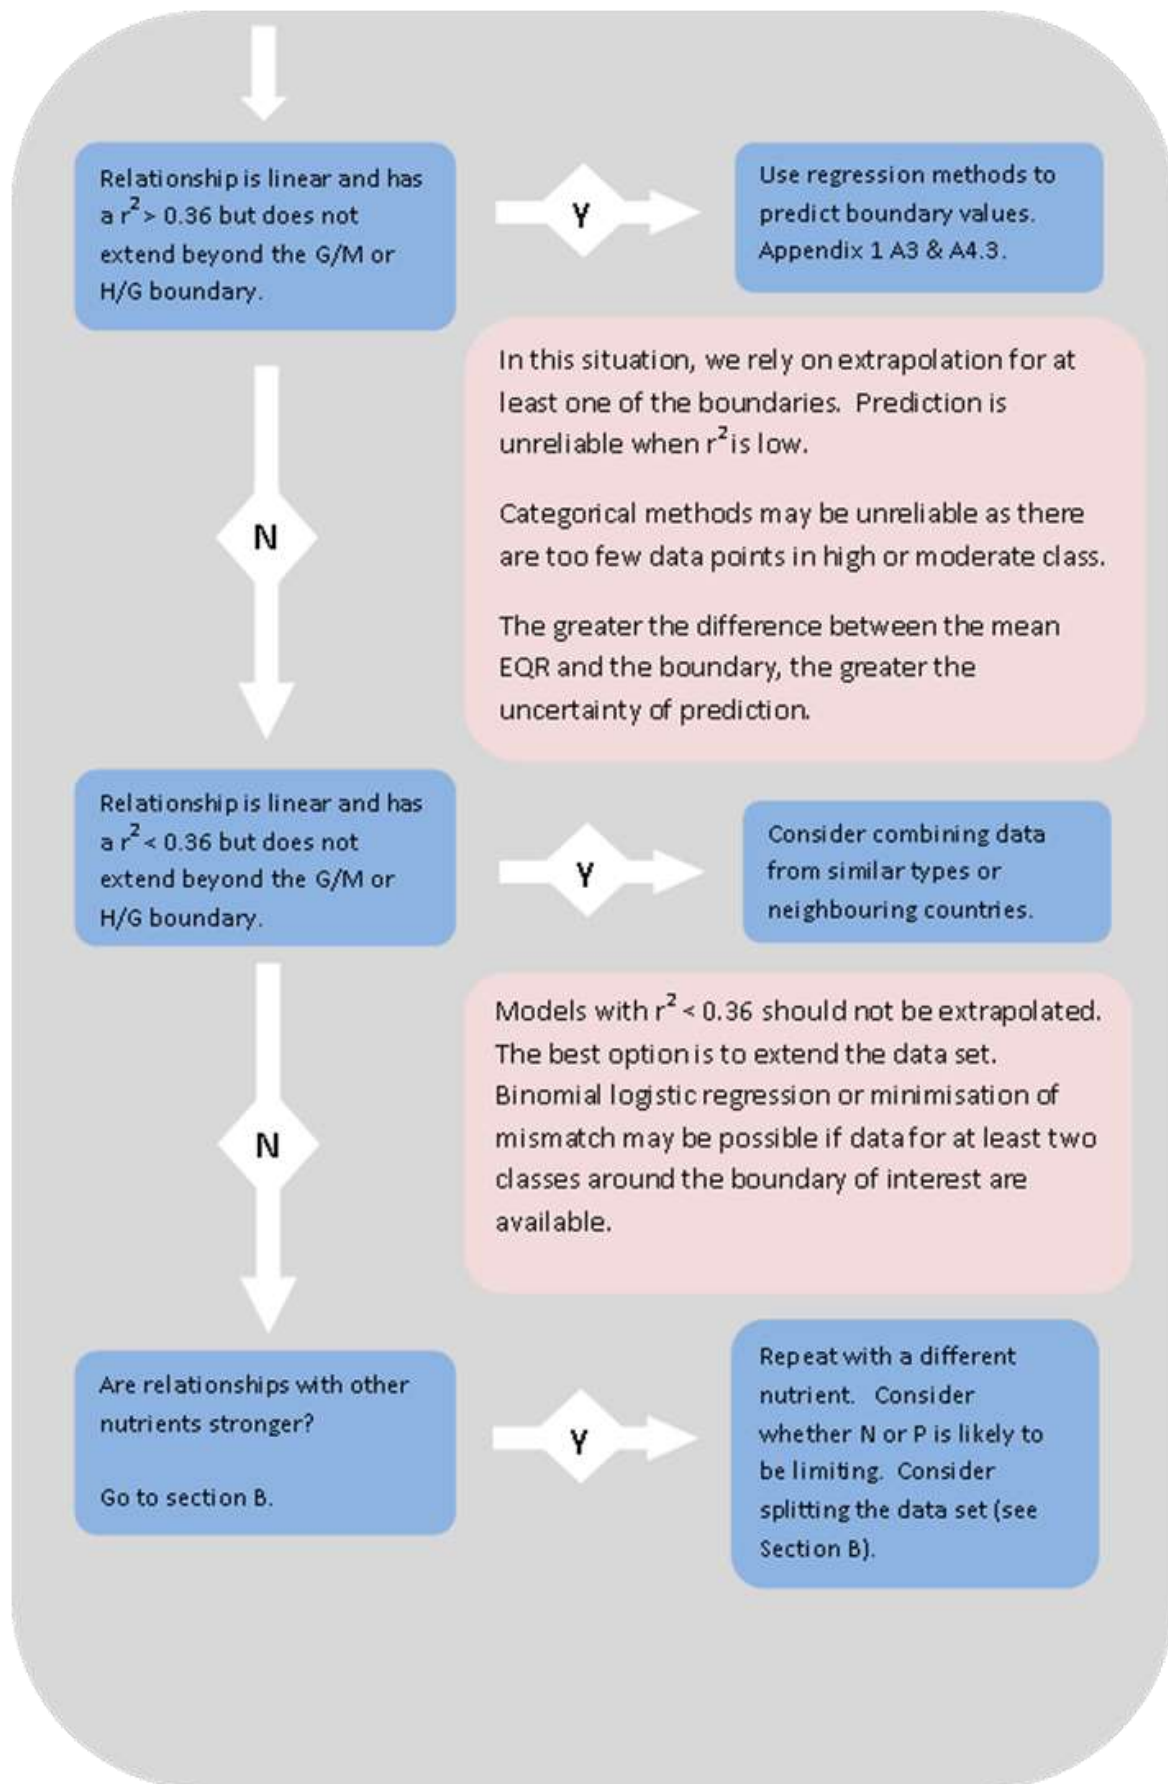 Relationship is linear and has
a r² > 0.36 but does not
extend beyond the G/M or
H/G boundary.
Y
Use regression methods to
predict boundary values.
Appendix 1 A3 & A4.3.
In this situation, we rely on extrapolation for at
least one of the boundaries. Prediction is
unreliable when r² is low.
Categorical methods may be unreliable as there
are too few data points in high or moderate class.
The greater the difference between the mean
EQR and the boundary, the greater the
uncertainty of prediction.
N
Relationship is linear and has
a r² < 0.36 but does not
extend beyond the G/M or
H/G boundary.
Y
Consider combining data
from similar types or
neighbouring countries.
Models with r² < 0.36 should not be extrapolated.
The best option is to extend the data set.
Binomial logistic regression or minimisation of
mismatch may be possible if data for at least two
classes around the boundary of interest are
available.
N
Are relationships with other
nutrients stronger?
Go to section B.
Y
Repeat with a different
nutrient. Consider
whether N or P is likely to
be limiting. Consider
splitting the data set (see
Section B).